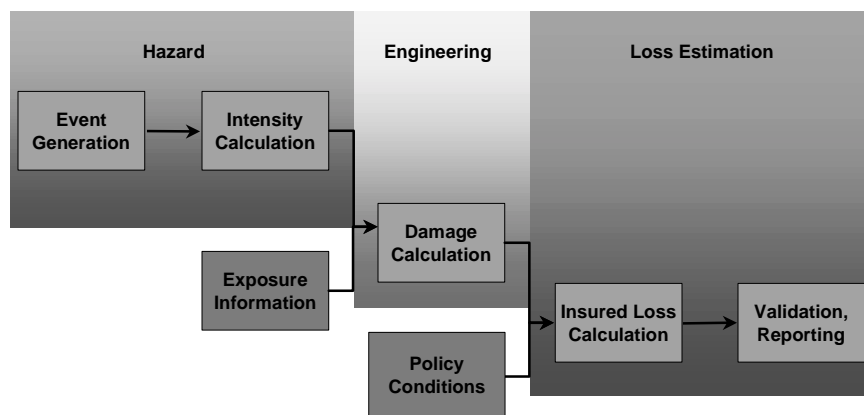 Hazard
Engineering
Loss Estimation
Event
Generation
Intensity
Calculation
Damage
Calculation
Exposure
Information
Insured Loss
Calculation
Validation,
Reporting
Policy
Conditions